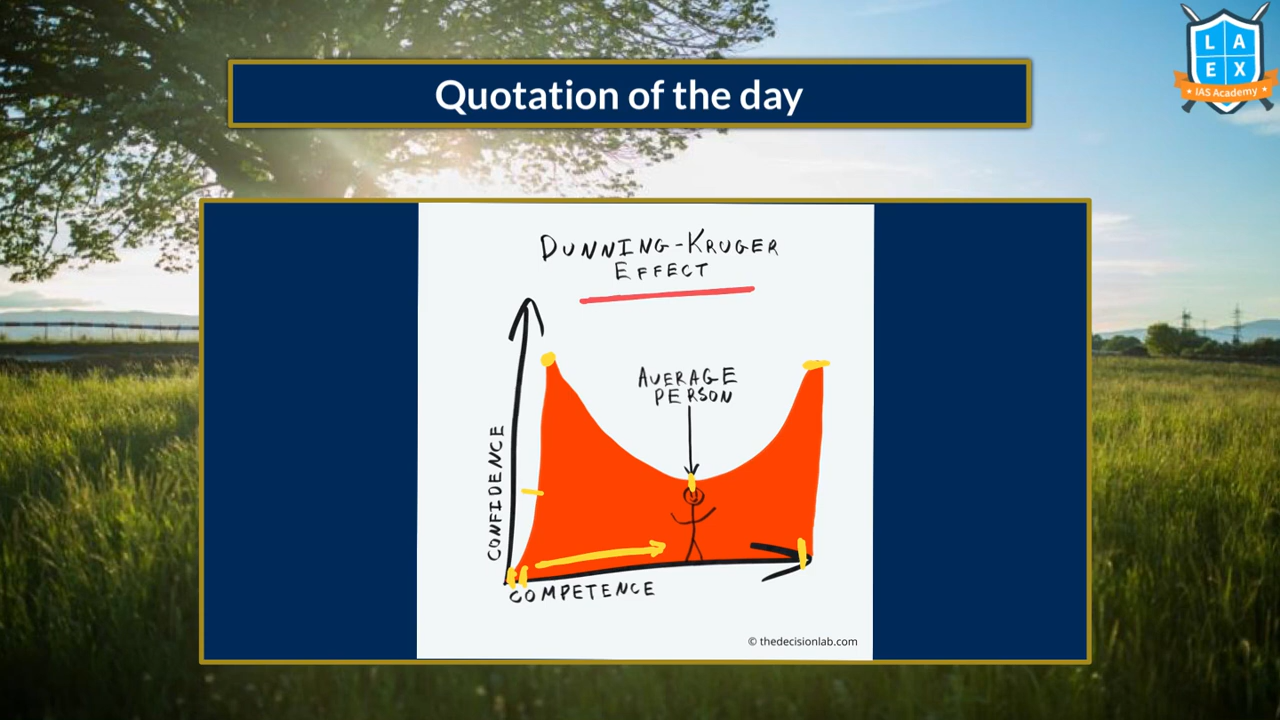 Quotation of the day
L A
E X
IAS Academy
DUNNING-KRUGER
EFFECT
AVERAGE
PERSON
CONFIDENCE
COMPETENCE
© thedecisionlab.com